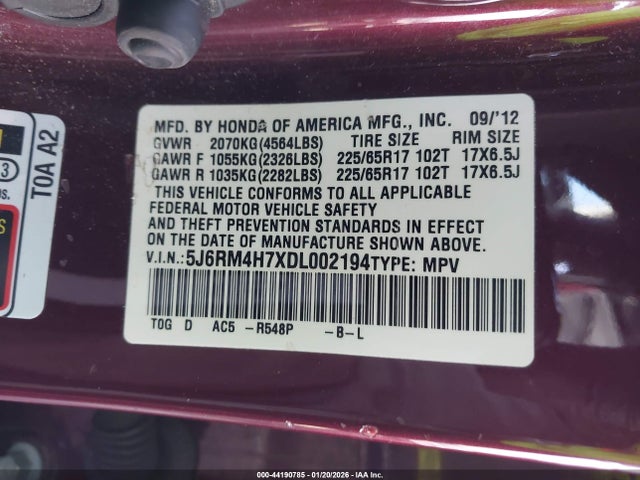 MFD. BY HONDA OF AMERICA MFG., INC. 09/'12
GVWR 2070KG(4564LBS) TIRE SIZE RIM SIZE
GAWR F 1055KG(2326LBS) 225/65R17 102T 17X6.5J
GAWR R 1035KG(2282LBS) 225/65R17 102T 17X6.5J
THIS VEHICLE CONFORMS TO ALL APPLICABLE
FEDERAL MOTOR VEHICLE SAFETY
AND THEFT PREVENTION STANDARDS IN EFFECT
ON THE DATE OF MANUFACTURE SHOWN ABOVE.
V.I.N.:5J6RM4H7XDL002194TYPE: MPV
TOG D AC5 -R548P -B-L
TOA A2
3
000-44190785 - 01/20/2026 - IAA Inc.